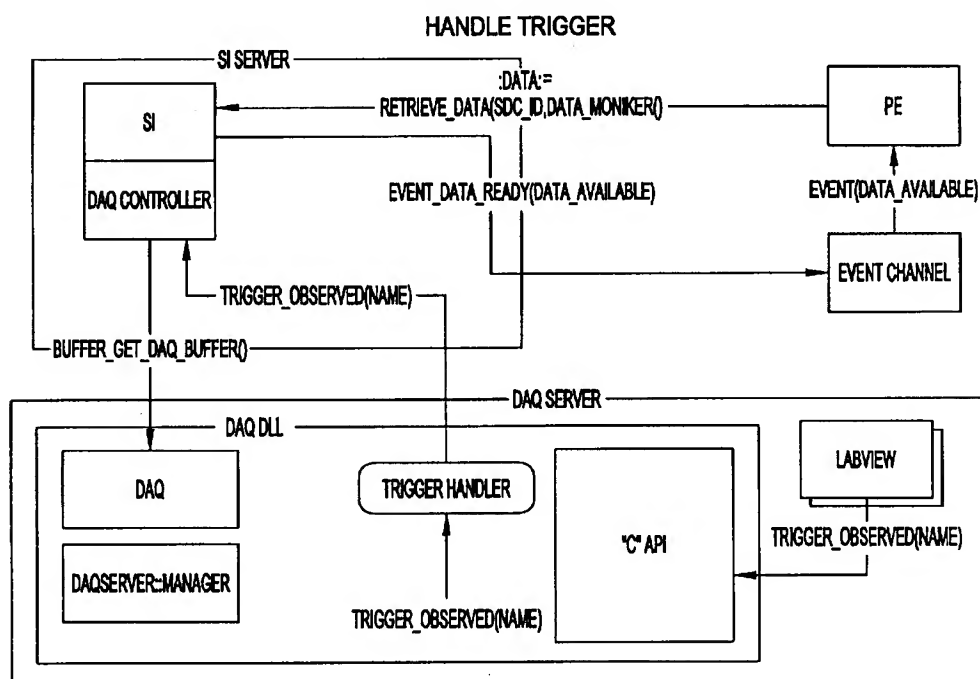 HANDLE TRIGGER
SI SERVER
:DATA:=
RETRIEVE_DATA(SDC_ID,DATA_MONIKER()
SI
PE
DAQ CONTROLLER
EVENT_DATA_READY(DATA_AVAILABLE)
EVENT(DATA_AVAILABLE)
EVENT CHANNEL
TRIGGER_OBSERVED(NAME)
BUFFER_GET_DAQ_BUFFER()
DAQ SERVER
DAQ DLL
LABVIEW
DAQ
TRIGGER HANDLER
"C" API
TRIGGER_OBSERVED(NAME)
DAQSERVER::MANAGER
TRIGGER_OBSERVED(NAME)